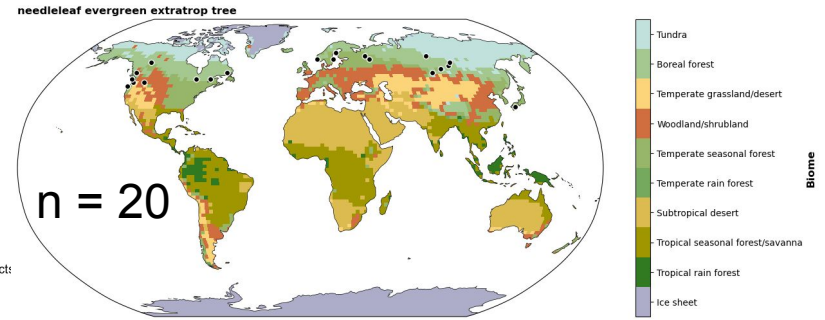 needleleaf evergreen extratrop tree
n = 20
Tundra
Boreal forest
Temperate grassland/desert
Woodland/shrubland
Temperate seasonal forest
Temperate rain forest
Subtropical desert
Tropical seasonal forest/savanna
Tropical rain forest
Ice sheet
Biome